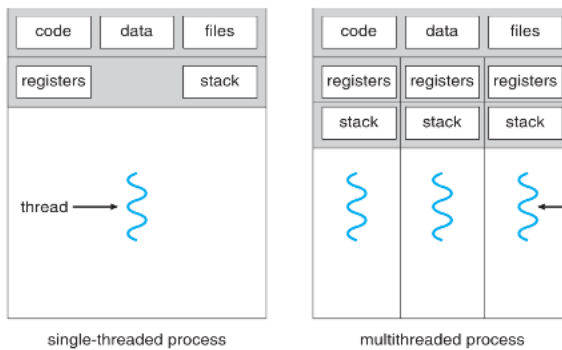 code data files
registers stack
thread
single-threaded process
code data files
registers registers registers
stack stack stack
multithreaded process